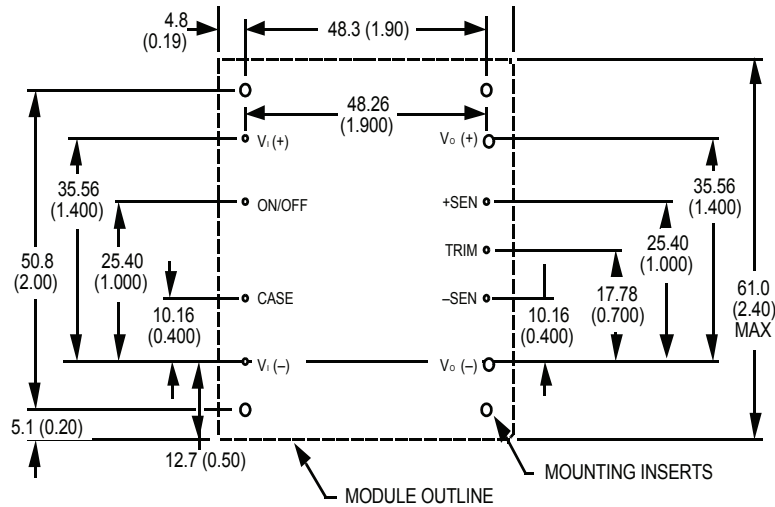 4.8
(0.19)
48.3 (1.90)
48.26
(1.900)
Vᵢ (+)
Vₒ (+)
35.56
(1.400)
35.56
(1.400)
ON/OFF
+SEN
TRIM
50.8
(2.00)
25.40
(1.000)
25.40
(1.000)
17.78
(0.700)
61.0
(2.40)
MAX
CASE
–SEN
10.16
(0.400)
10.16
(0.400)
Vᵢ (–)
Vₒ (–)
5.1 (0.20)
12.7 (0.50)
MOUNTING INSERTS
MODULE OUTLINE